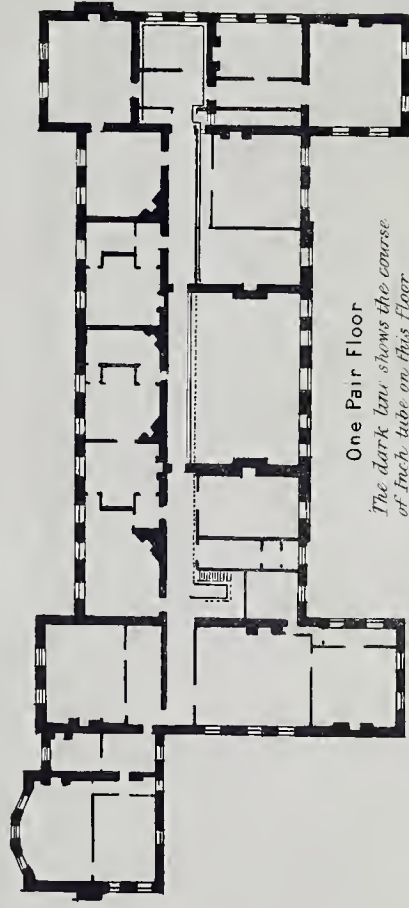 One Pair Floor
The dark line shows the course
of Inch tube on this floor